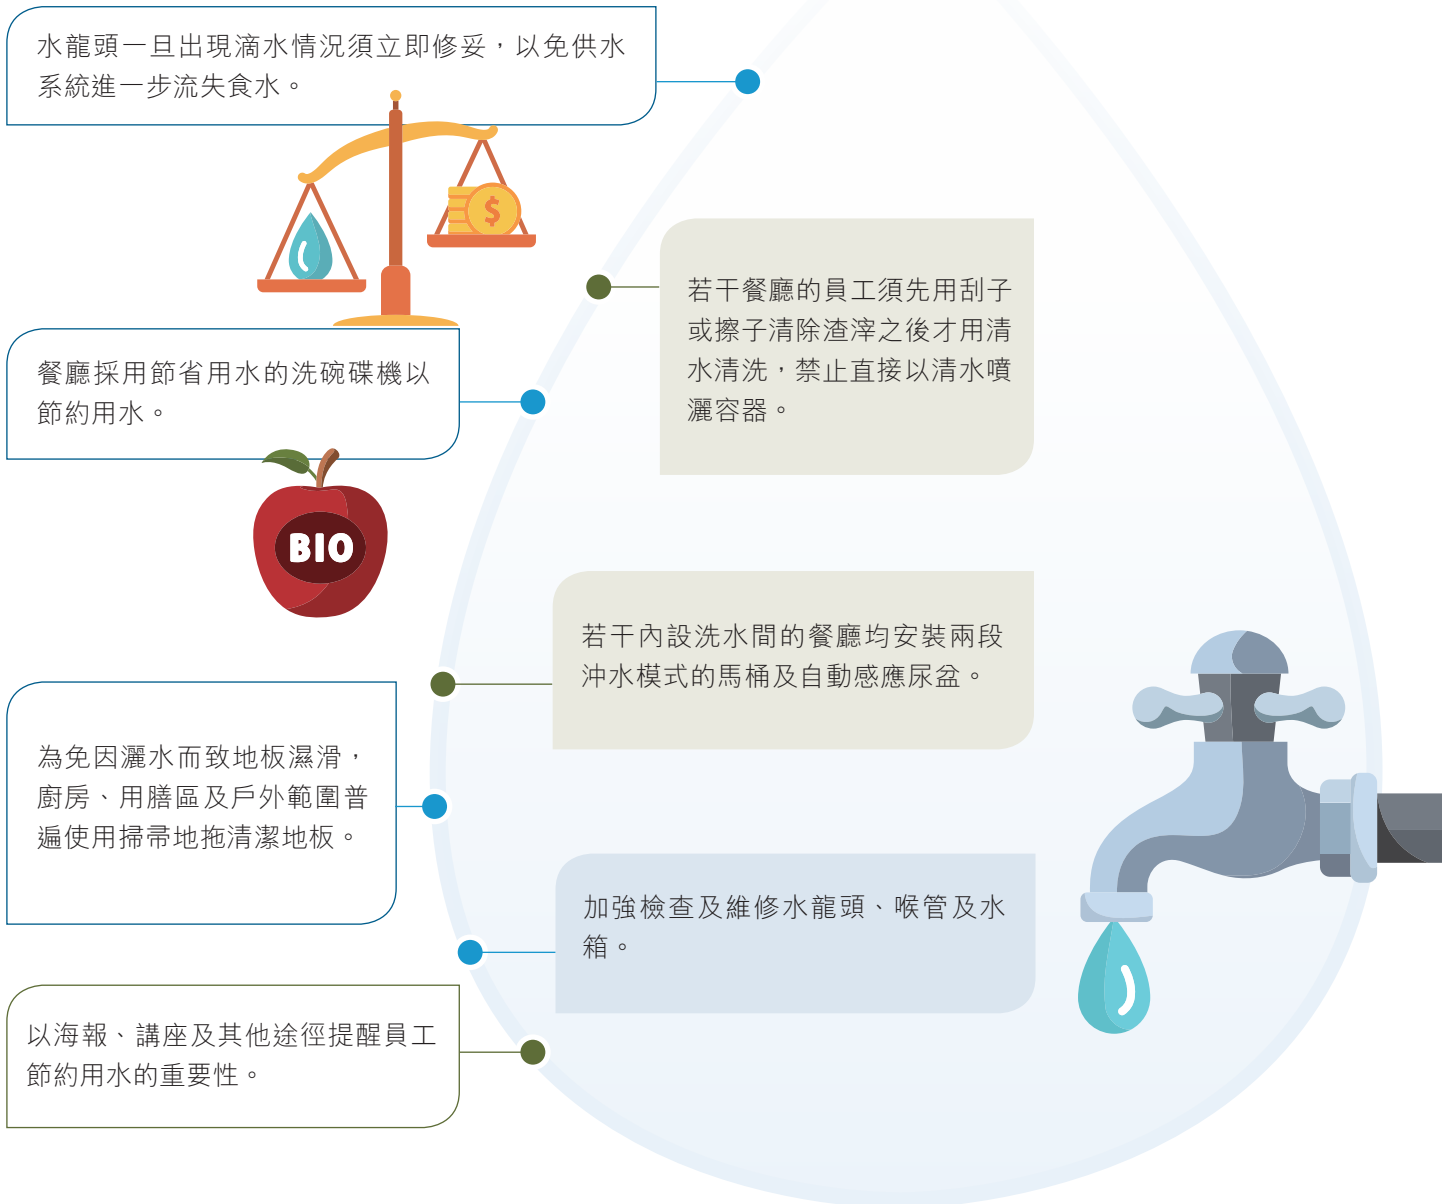 水龍頭一旦出現滴水情況須立即修妥，以免供水
系統進一步流失食水。
$
若干餐廳的員工須先用刮子
或擦子清除渣滓之後才用清
水清洗，禁止直接以清水噴
灑容器。
餐廳採用節省用水的洗碗碟機以
節約用水。
BIO
若干內設洗水間的餐廳均安裝兩段
沖水模式的馬桶及自動感應尿盆。
為免因灑水而致地板濕滑，
廚房、用膳區及戶外範圍普
遍使用掃帚地拖清潔地板。
加強檢查及維修水龍頭、喉管及水
箱。
以海報、講座及其他途徑提醒員工
節約用水的重要性。